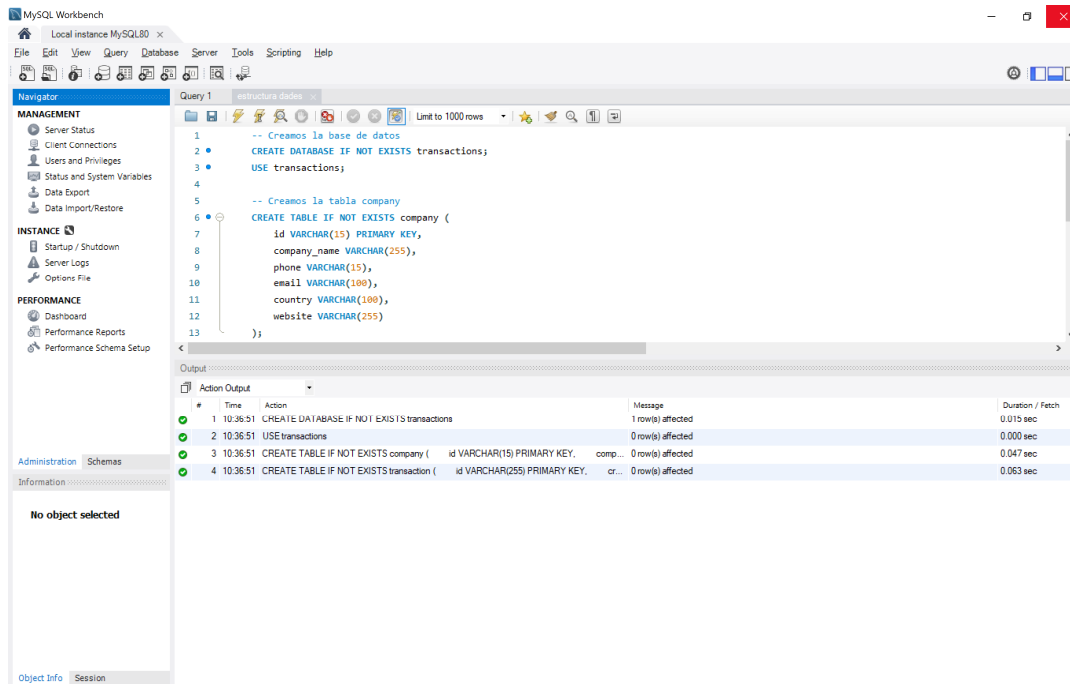 MySQL Workbench
Local instance MySQL80
File Edit View Query Database Server Tools Scripting Help
Navigator
MANAGEMENT
Server Status
Client Connections
Users and Privileges
Status and System Variables
Data Export
Data Import/Restore
INSTANCE
Startup / Shutdown
Server Logs
Options File
PERFORMANCE
Dashboard
Performance Reports
Performance Schema Setup
Administration Schemas
Information
No object selected
Object Info Session
Query 1 estructura dades
Limit to 1000 rows
1 -- Creamos la base de datos
2 CREATE DATABASE IF NOT EXISTS transactions;
3 USE transactions;
4
5 -- Creamos la tabla company
6 CREATE TABLE IF NOT EXISTS company (
7 id VARCHAR(15) PRIMARY KEY,
8 company_name VARCHAR(255),
9 phone VARCHAR(15),
10 email VARCHAR(100),
11 country VARCHAR(100),
12 website VARCHAR(255)
13 );
Output
Action Output
# Time Action Message Duration / Fetch
1 10:36:51 CREATE DATABASE IF NOT EXISTS transactions 1 row(s) affected 0.015 sec
2 10:36:51 USE transactions 0 row(s) affected 0.000 sec
3 10:36:51 CREATE TABLE IF NOT EXISTS company ( id VARCHAR(15) PRIMARY KEY, comp... 0 row(s) affected 0.047 sec
4 10:36:51 CREATE TABLE IF NOT EXISTS transaction ( id VARCHAR(255) PRIMARY KEY, cr... 0 row(s) affected 0.063 sec